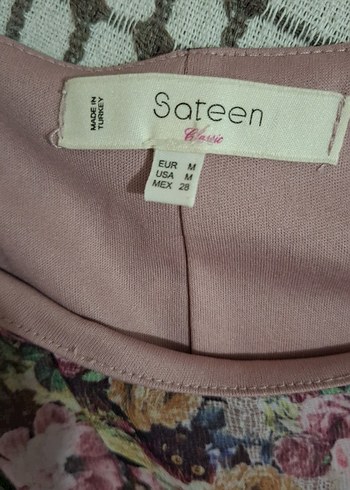 MADE IN
TURKEY
Sateen
Classic
EUR M
USA M
MEX 28